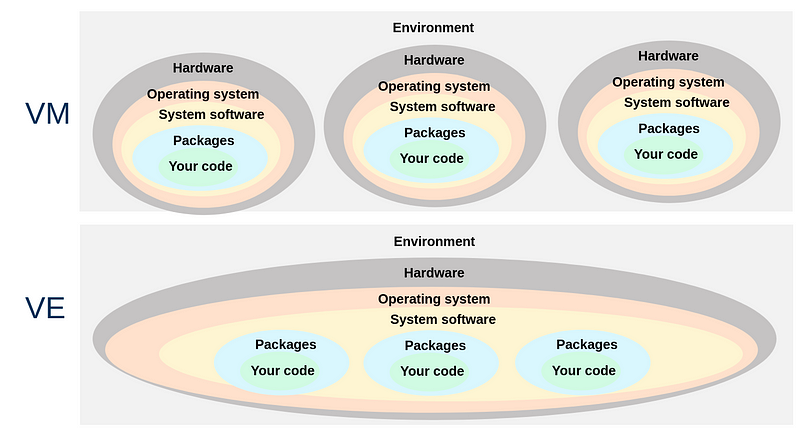 Environment
VM
Hardware
Operating system
System software
Packages
Your code
Hardware
Operating system
System software
Packages
Your code
Hardware
Operating system
System software
Packages
Your code
VE
Environment
Hardware
Operating system
System software
Packages
Your code
Packages
Your code
Packages
Your code